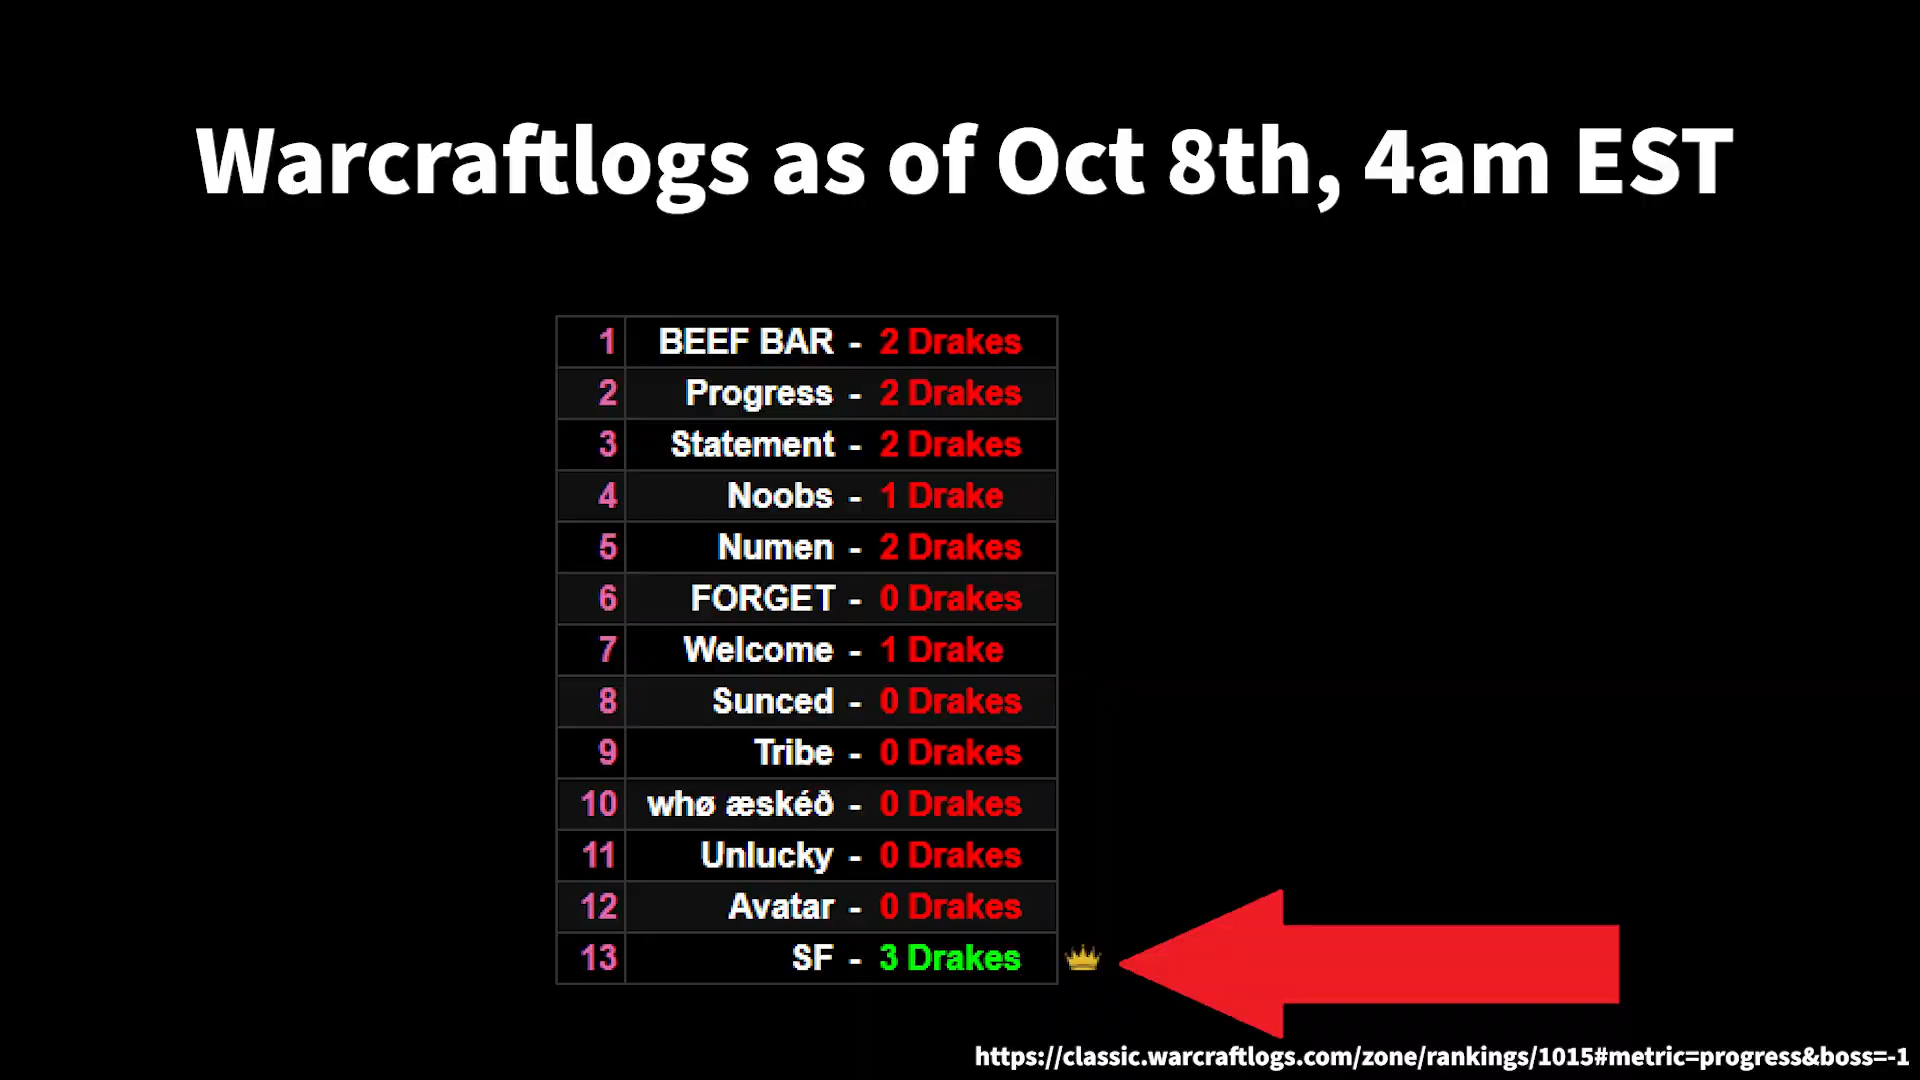 Warcraftlogs as of Oct 8th, 4am EST
1 BEEF BAR - 2 Drakes
2 Progress - 2 Drakes
3 Statement - 2 Drakes
4 Noobs - 1 Drake
5 Numen - 2 Drakes
6 FORGET - 0 Drakes
7 Welcome - 1 Drake
8 Sunced - 0 Drakes
9 Tribe - 0 Drakes
10 whø æskéð - 0 Drakes
11 Unlucky - 0 Drakes
12 Avatar - 0 Drakes
13 SF - 3 Drakes
https://classic.warcraftlogs.com/zone/rankings/1015#metric=progress&boss=-1